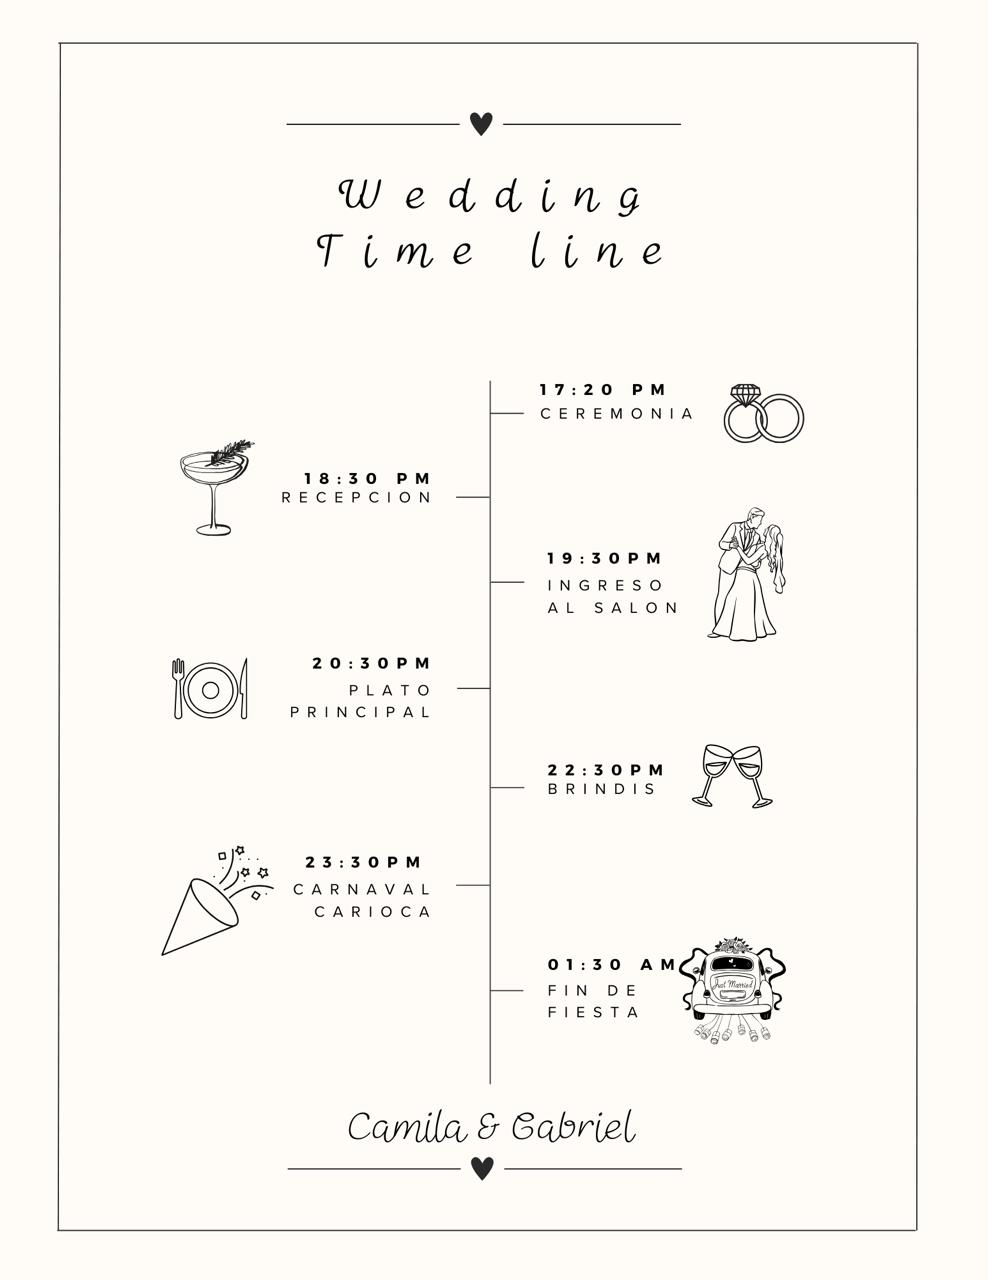 Wedding
Time line
17:20 PM
CEREMONIA
18:30 PM
RECEPCION
19:30PM
INGRESO
AL SALON
20:30PM
PLATO
PRINCIPAL
22:30PM
BRINDIS
23:30PM
CARNAVAL
CARIOCA
01:30 AM
FIN DE
FIESTA
Just Married
Camila & Gabriel